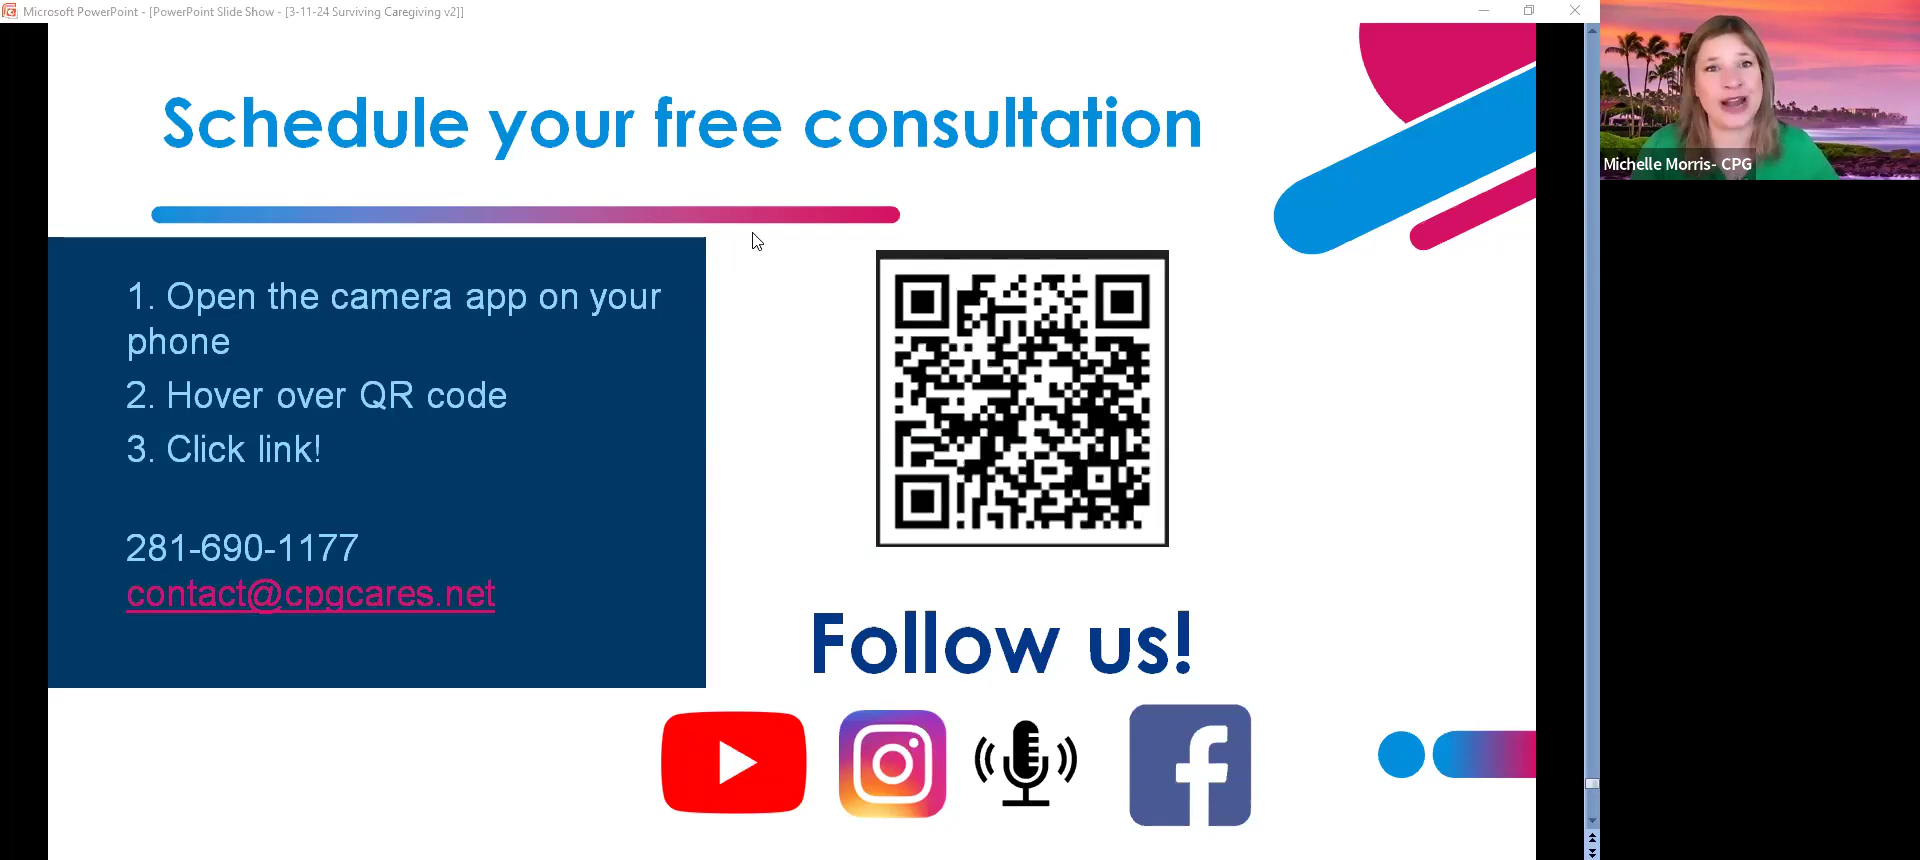 Microsoft PowerPoint - [PowerPoint Slide Show - [3-11-24 Surviving Caregiving v2]]
Schedule your free consultation
Michelle Morris- CPG
1. Open the camera app on your
phone
2. Hover over QR code
3. Click link!
281-690-1177
contact@cpgcares.net
Follow us!